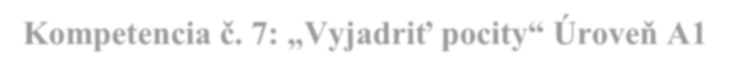 Kompetencia č. 7: „Vyjadriť pocity“ Úroveň A1